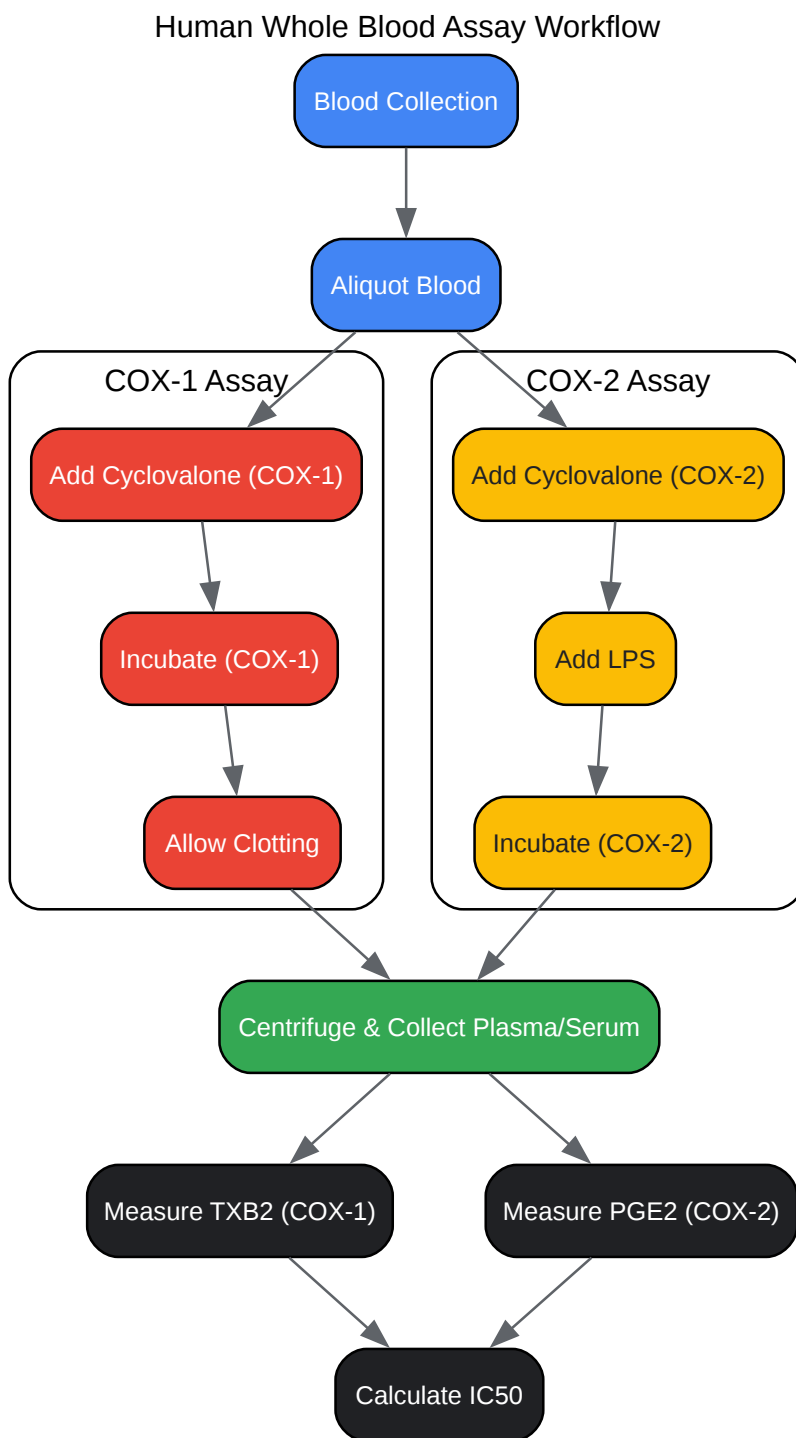 Human Whole Blood Assay Workflow
Blood Collection
Aliquot Blood
COX-1 Assay
COX-2 Assay
Add Cyclovalone (COX-1)
Add Cyclovalone (COX-2)
Incubate (COX-1)
Add LPS
Allow Clotting
Incubate (COX-2)
Centrifuge & Collect Plasma/Serum
Measure TXB2 (COX-1)
Measure PGE2 (COX-2)
Calculate IC50